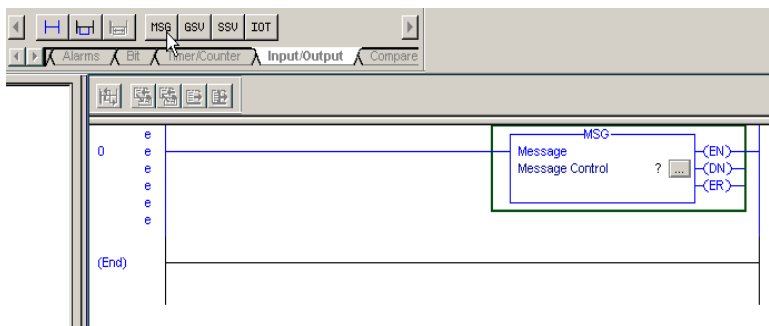 MSG GSV SSV IOT
Alarms Bit Timer/Counter Input/Output Compare
e
MSG
0 e Message (EN)
e Message Control ? ... (DN)
e (ER)
e
e
(End)